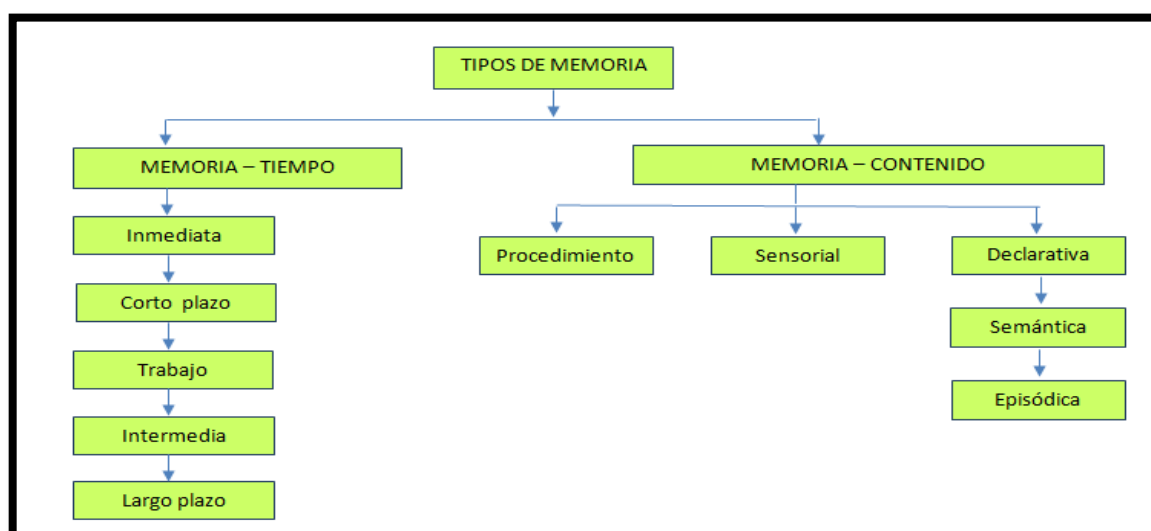 TIPOS DE MEMORIA
MEMORIA – TIEMPO
MEMORIA – CONTENIDO
Inmediata
Procedimiento
Sensorial
Declarativa
Corto plazo
Semántica
Trabajo
Episódica
Intermedia
Largo plazo